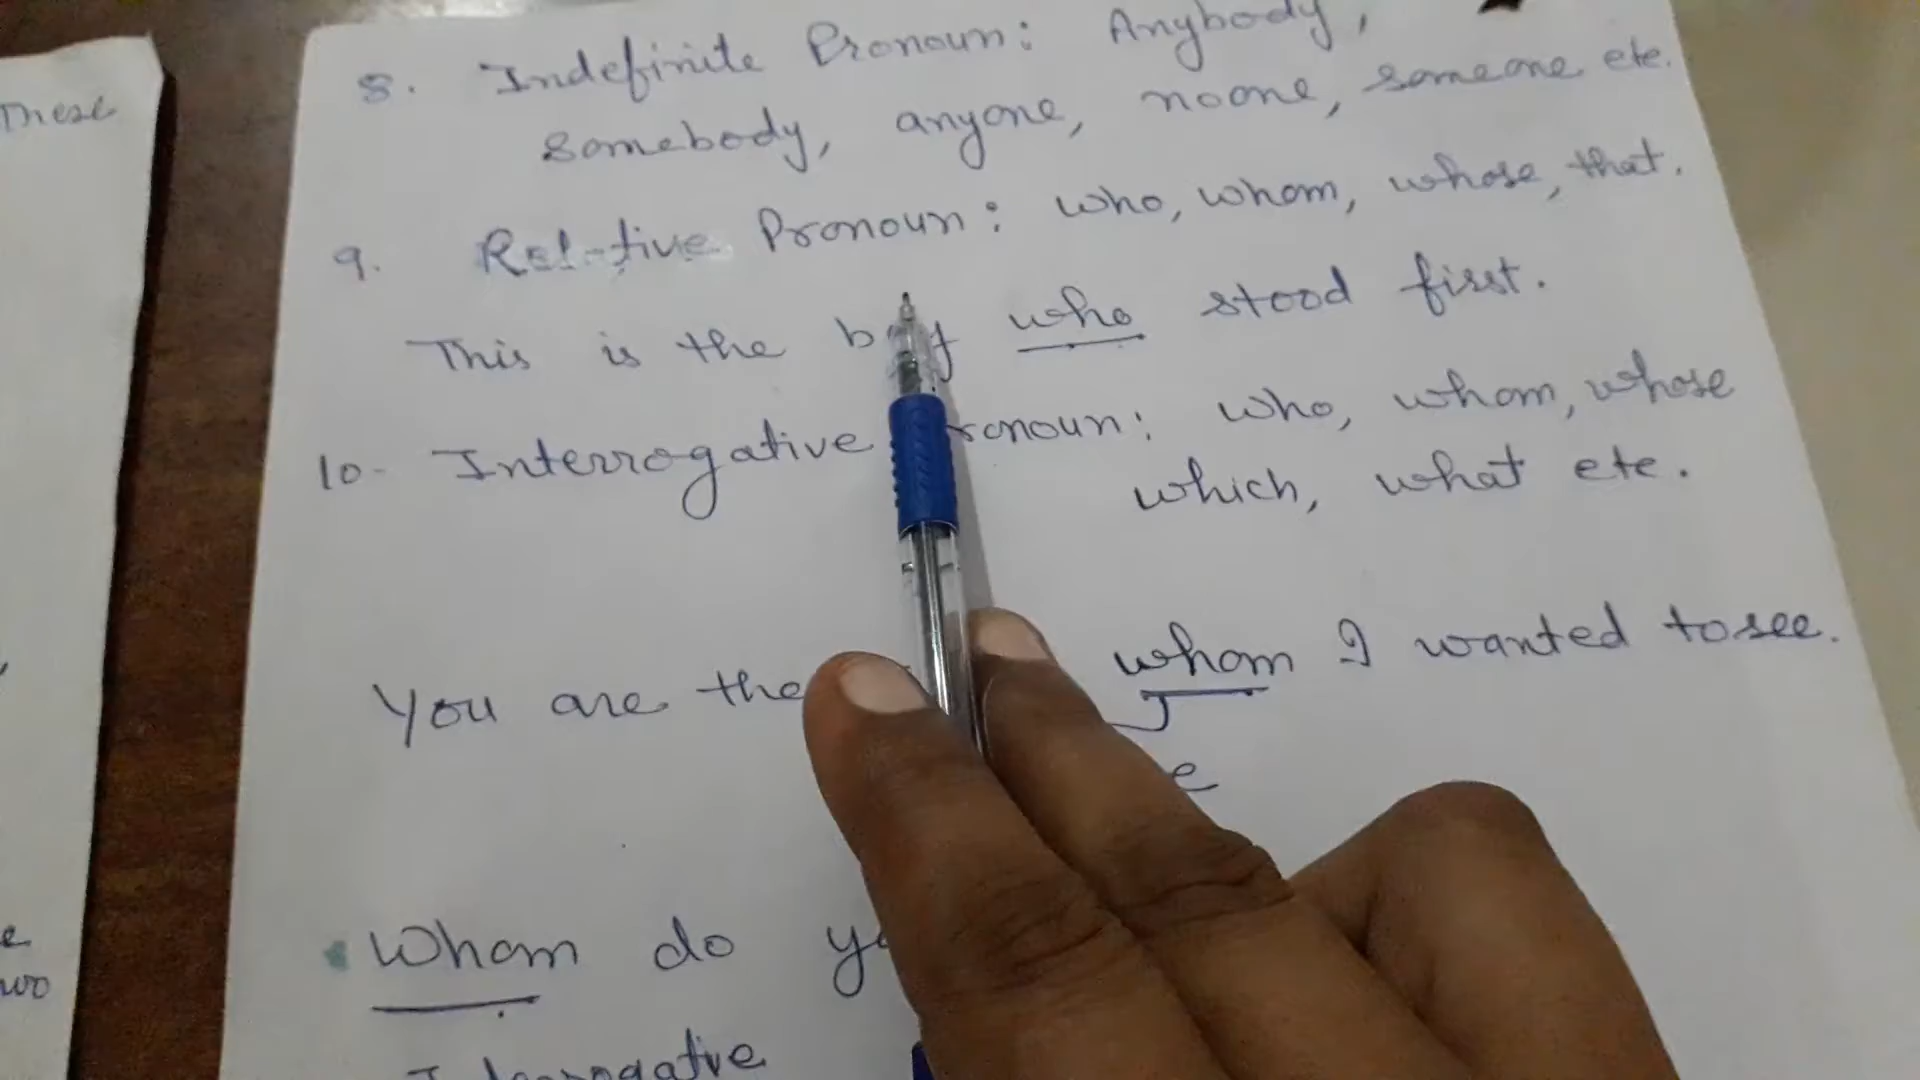 These
8. Indefinite Pronoun: Anybody,
somebody, anyone, noone, someone etc.
9. Relative Pronoun: who, whom, whose, that.
This is the boy who stood first.
10- Interrogative Pronoun: who, whom, whose
which, what etc.
You are the whom I wanted to see.
Whom do